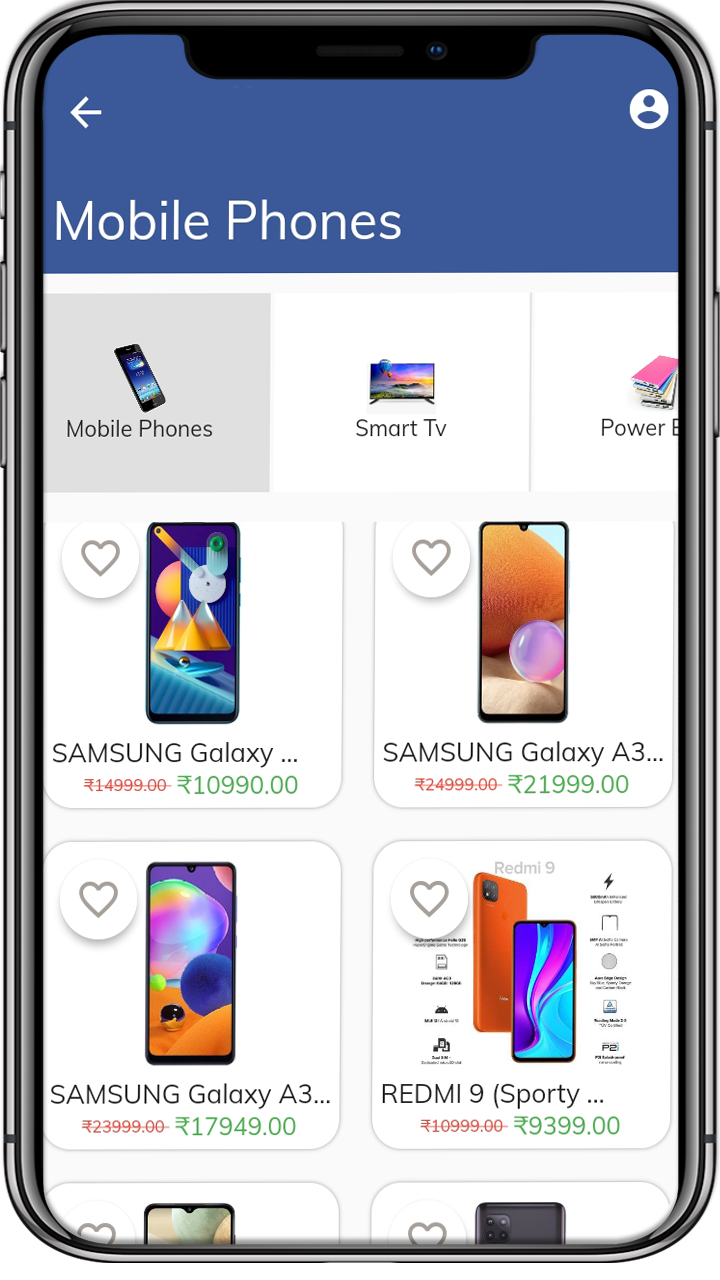 Mobile Phones
Mobile Phones
Smart Tv
Power
SAMSUNG Galaxy ...
₹14999.00 ₹10990.00
SAMSUNG Galaxy A3...
₹24999.00 ₹21999.00
Redmi 9
SAMSUNG Galaxy A3...
₹23999.00 ₹17949.00
REDMI 9 (Sporty ...
₹10999.00 ₹9399.00